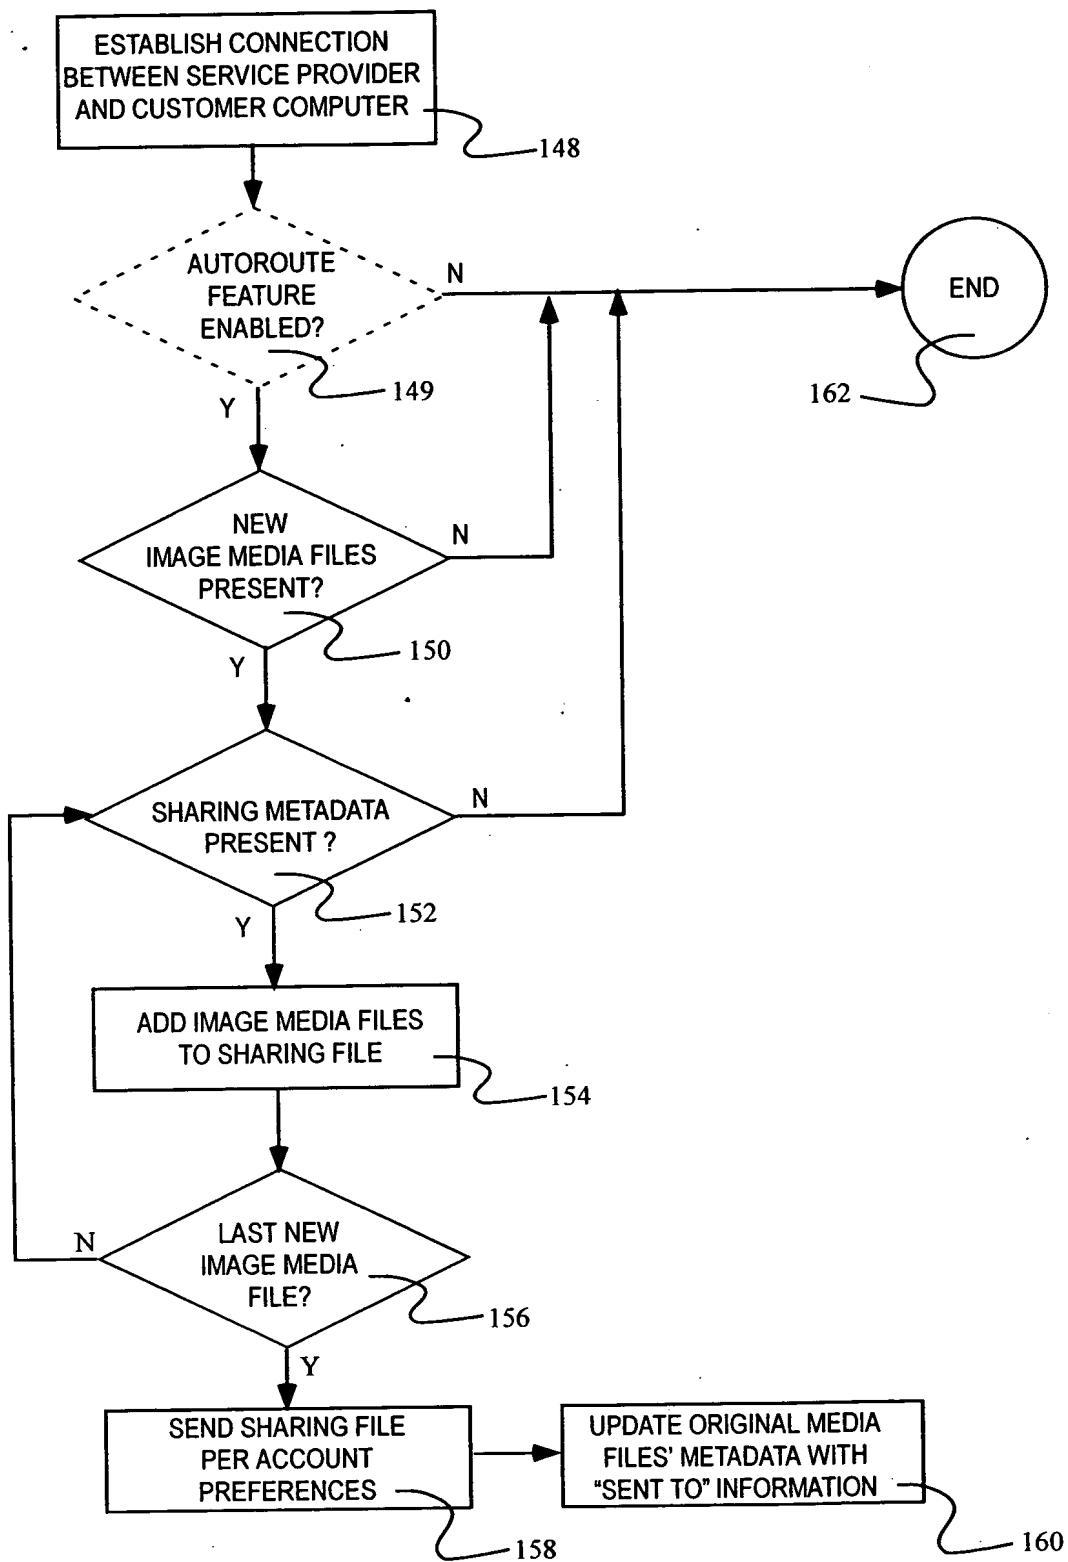 ESTABLISH CONNECTION
BETWEEN SERVICE PROVIDER
AND CUSTOMER COMPUTER
148
AUTOROUTE
FEATURE
ENABLED?
149
N
Y
END
162
NEW
IMAGE MEDIA FILES
PRESENT?
150
N
Y
SHARING METADATA
PRESENT ?
152
N
Y
ADD IMAGE MEDIA FILES
TO SHARING FILE
154
LAST NEW
IMAGE MEDIA
FILE?
156
N
Y
SEND SHARING FILE
PER ACCOUNT
PREFERENCES
158
UPDATE ORIGINAL MEDIA
FILES' METADATA WITH
“SENT TO” INFORMATION
160